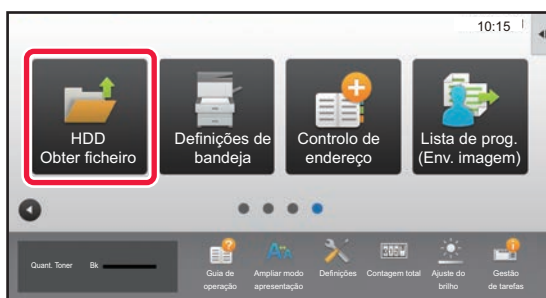 10:15
HDD
Obter ficheiro
Definições de
bandeja
Controlo de
endereço
Lista de prog.
(Env. imagem)
Quant. Toner Bk
Guia de
operação
Ampliar modo
apresentação
Definições
Contagem total
Ajuste do
brilho
Gestão
de tarefas